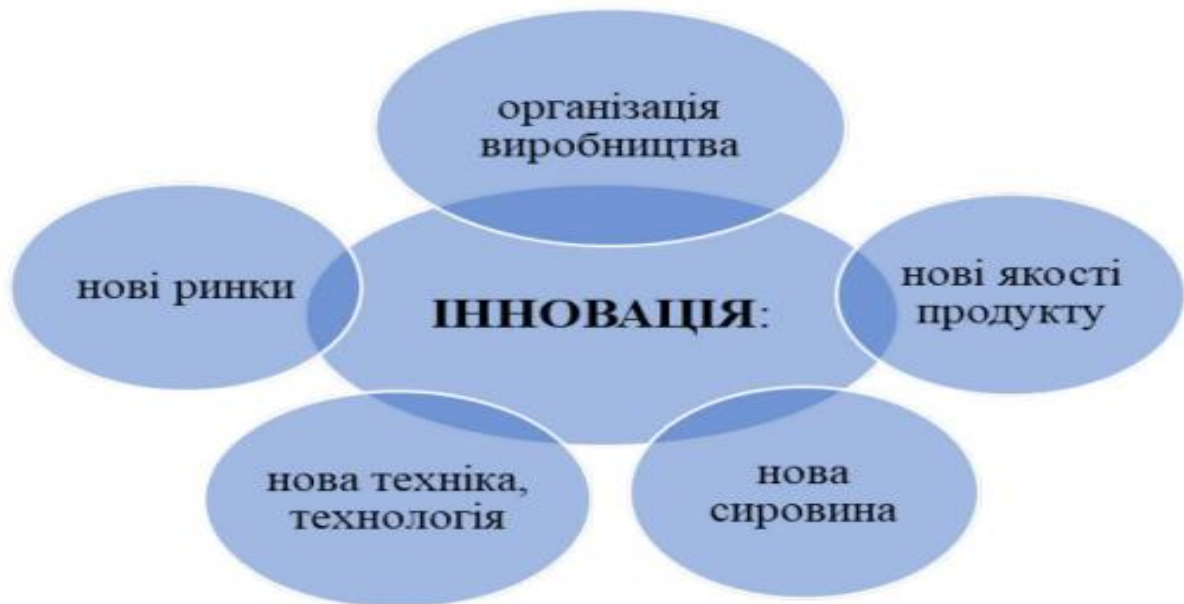 організація
виробництва
нові ринки
ІННОВАЦІЯ:
нові якості
продукту
нова техніка,
технологія
нова
сировина